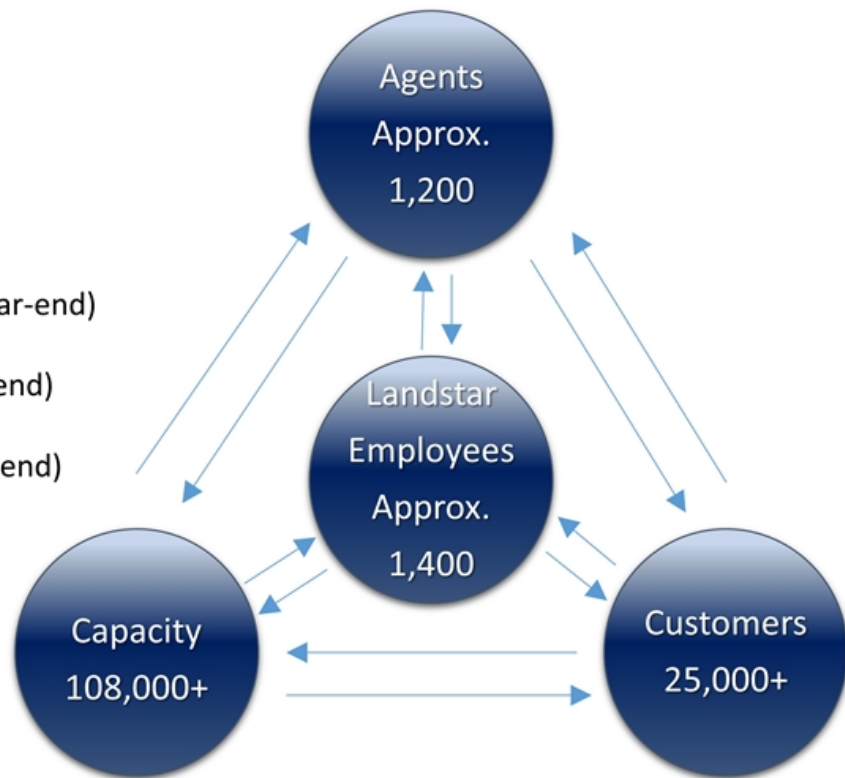 Agents
Approx.
1,200
ar-end)
end)
end)
Landstar
Employees
Approx.
1,400
Capacity
108,000+
Customers
25,000+